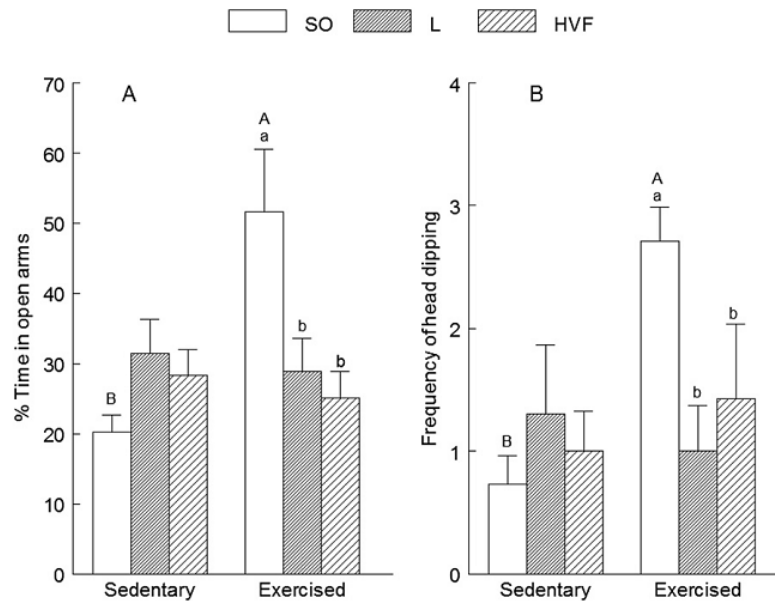 SO L HVF
A
% Time in open arms
70
60
50
40
30
20
10
0
B
A
a
b
b
Sedentary Exercised
B
Frequency of head dipping
4
3
2
1
0
B
A
a
b
b
Sedentary Exercised